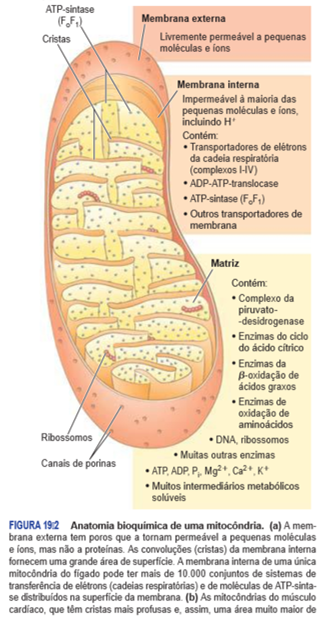 ATP-sintase
(FₒF₁)
Cristas
Membrana externa
Livremente permeável a pequenas
moléculas e íons
Membrana interna
Impermeável à maioria das
pequenas moléculas e íons,
incluindo H⁺
Contém:
• Transportadores de elétrons
da cadeia respiratória
(complexos I-IV)
• ADP-ATP-translocase
• ATP-sintase (FₒF₁)
• Outros transportadores de
membrana
Matriz
Contém:
• Complexo da
piruvato-
-desidrogenase
• Enzimas do ciclo
do ácido cítrico
• Enzimas da
β-oxidação de
ácidos graxos
• Enzimas de
oxidação de
aminoácidos
• DNA, ribossomos
• Muitas outras enzimas
• ATP, ADP, Pᵢ, Mg²⁺, Ca²⁺, K⁺
• Muitos intermediários metabólicos
solúveis
Ribossomos
Canais de porinas
FIGURA 19:2 Anatomia bioquímica de uma mitocôndria. (a) A mem-
brana externa tem poros que a tornam permeável a pequenas moléculas
e íons, mas não a proteínas. As convoluções (cristas) da membrana interna
fornecem uma grande área de superfície. A membrana interna de uma única
mitocôndria do fígado pode ter mais de 10.000 conjuntos de sistemas de
transferência de elétrons (cadeias respiratórias) e de moléculas de ATP-sinta-
se distribuídos na superfície da membrana. (b) As mitocôndrias do músculo
cardíaco, que têm cristas mais profusas e, assim, uma área muito maior de